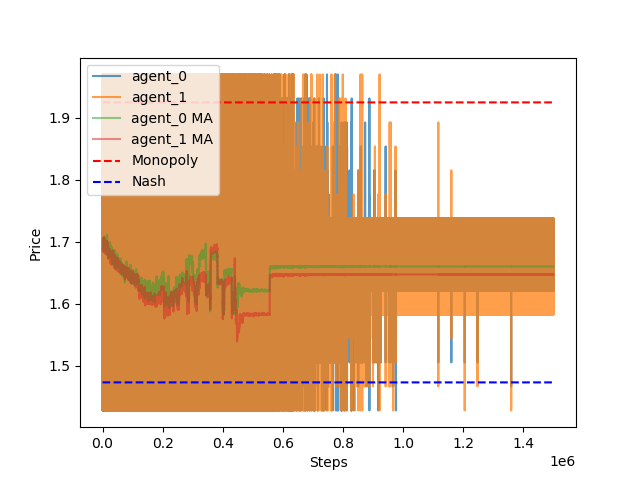 agent_0
agent_1
agent_0 MA
agent_1 MA
Monopoly
Nash
Price
1.9
1.8
1.7
1.6
1.5
0.0 0.2 0.4 0.6 0.8 1.0 1.2 1.4
1e6
Steps